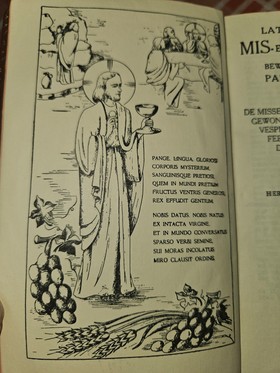 PANGE, LINGUA, GLORIOSI
CORPORIS MYSTERIUM,
SANGUINISQUE PRETIOSI,
QUEM IN MUNDI PRETIUM
FRUCTUS VENTRIS GENEROSI,
REX EFFUDIT GENTIUM.
NOBIS DATUS, NOBIS NATUS
EX INTACTA VIRGINE,
ET IN MUNDO CONVERSATUS
SPARSO VERBI SEMINE,
SUI MORAS INCOLATUS
MIRO CLAUSIT ORDINE.
LAT
MIS-E
BEW
PA
DE MISSE
GEWON
VESP
FE
D
HE